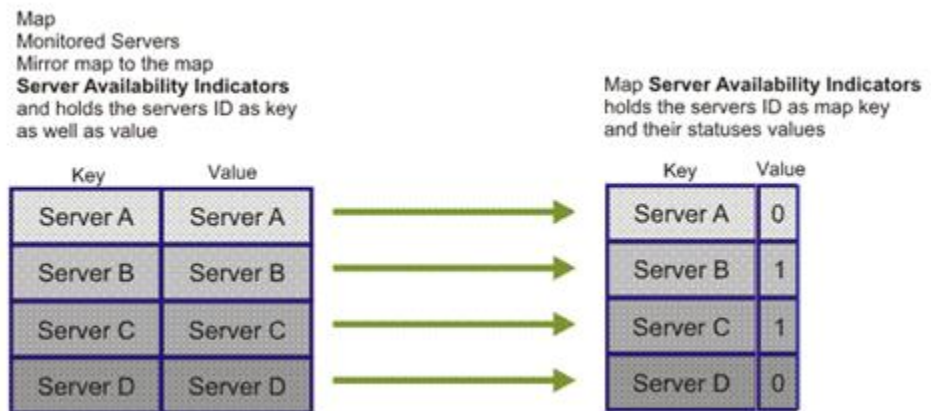 Map
Monitored Servers
Mirror map to the map
Server Availability Indicators
and holds the servers ID as key
as well as value
Map Server Availability Indicators
holds the servers ID as map key
and their statuses values
Key Value
Server A Server A
Server B Server B
Server C Server C
Server D Server D
Key Value
Server A 0
Server B 1
Server C 1
Server D 0